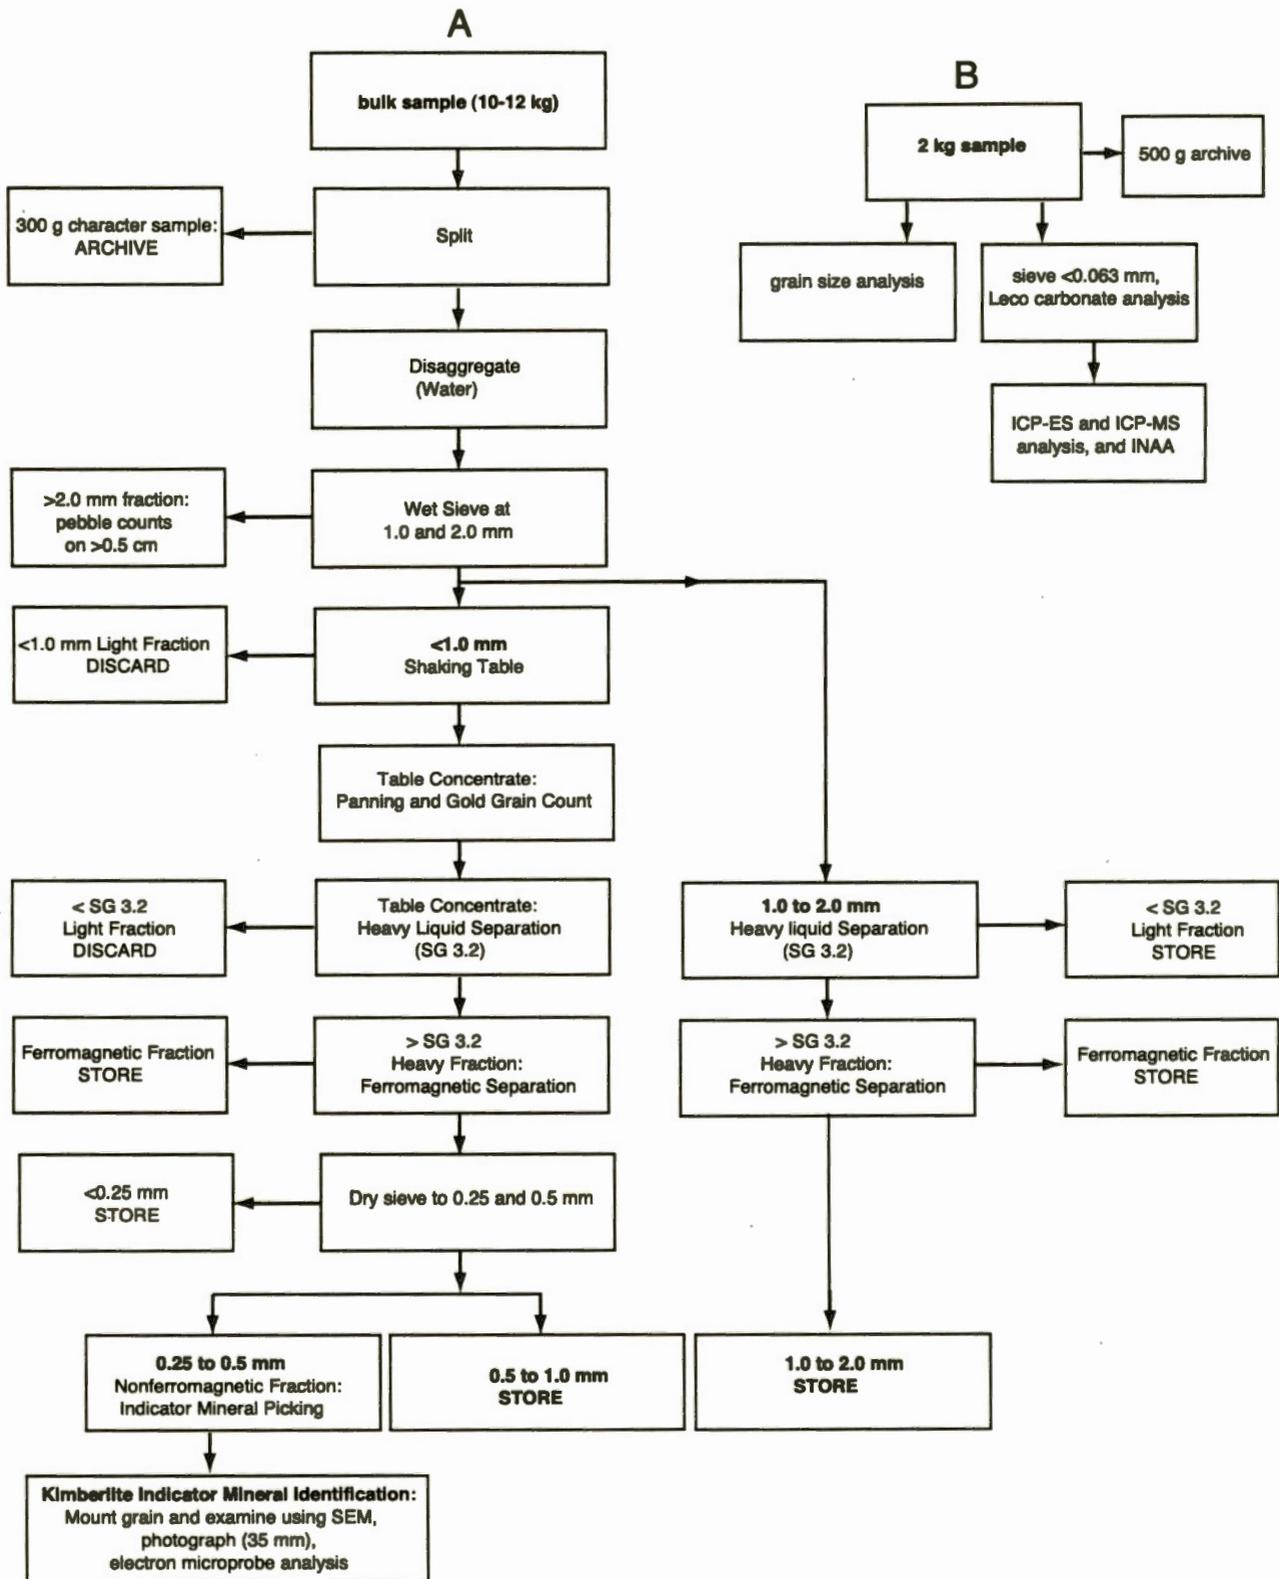 A
bulk sample (10-12 kg)
B
2 kg sample
500 g archive
300 g character sample:
ARCHIVE
Split
grain size analysis
sieve <0.063 mm,
Leco carbonate analysis
Disaggregate
(Water)
ICP-ES and ICP-MS
analysis, and INAA
>2.0 mm fraction:
pebble counts
on >0.5 cm
Wet Sieve at
1.0 and 2.0 mm
<1.0 mm Light Fraction
DISCARD
<1.0 mm
Shaking Table
Table Concentrate:
Panning and Gold Grain Count
< SG 3.2
Light Fraction
DISCARD
Table Concentrate:
Heavy Liquid Separation
(SG 3.2)
1.0 to 2.0 mm
Heavy liquid Separation
(SG 3.2)
< SG 3.2
Light Fraction
STORE
Ferromagnetic Fraction
STORE
> SG 3.2
Heavy Fraction:
Ferromagnetic Separation
> SG 3.2
Heavy Fraction:
Ferromagnetic Separation
Ferromagnetic Fraction
STORE
<0.25 mm
STORE
Dry sieve to 0.25 and 0.5 mm
0.25 to 0.5 mm
Nonferromagnetic Fraction:
Indicator Mineral Picking
0.5 to 1.0 mm
STORE
1.0 to 2.0 mm
STORE
Kimberlite Indicator Mineral Identification:
Mount grain and examine using SEM,
photograph (35 mm),
electron microprobe analysis